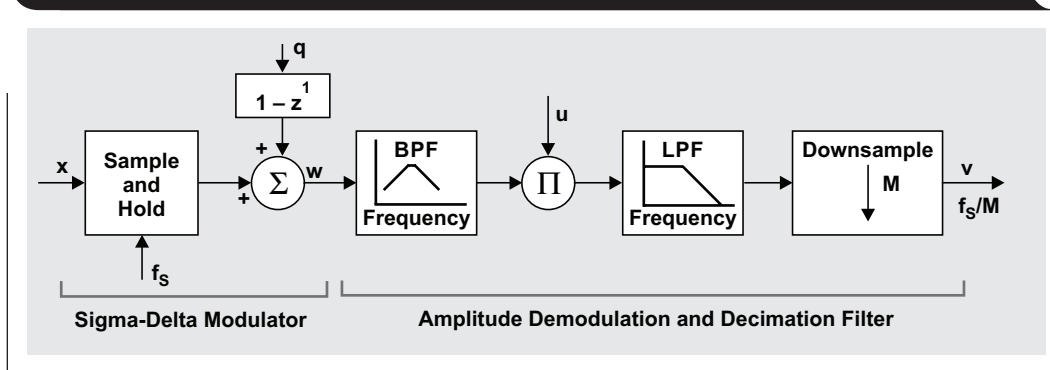 q
1 – z¹
x
Sample
and
Hold
fS
+
+
Σ
w
BPF
Frequency
u
Π
LPF
Frequency
Downsample
M
v
fS/M
Sigma-Delta Modulator
Amplitude Demodulation and Decimation Filter